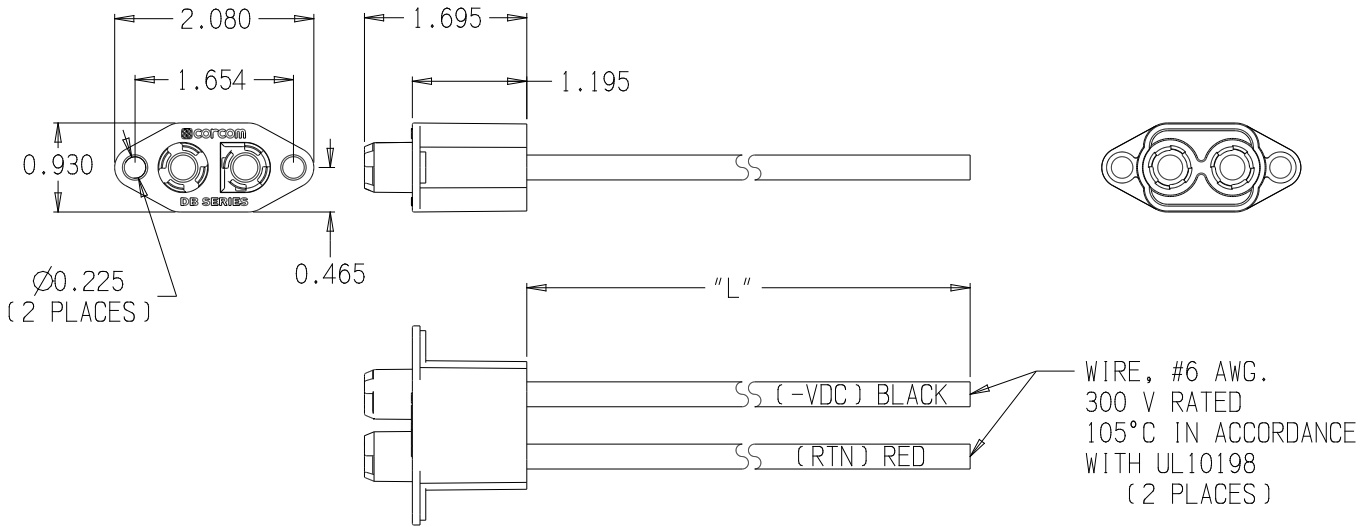 2.080
1.654
0.930
corcom
DB SERIES
0.465
Ø0.225
(2 PLACES)
1.695
1.195
"L"
(-VDC) BLACK
(RTN) RED
WIRE, #6 AWG.
300 V RATED
105°C IN ACCORDANCE
WITH UL10198
(2 PLACES)